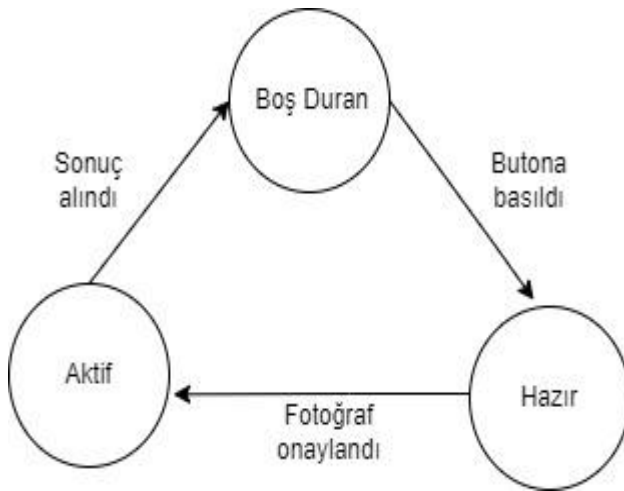 Boş Duran
Sonuç
alındı
Butona
basıldı
Aktif
Hazır
Fotoğraf
onaylandı